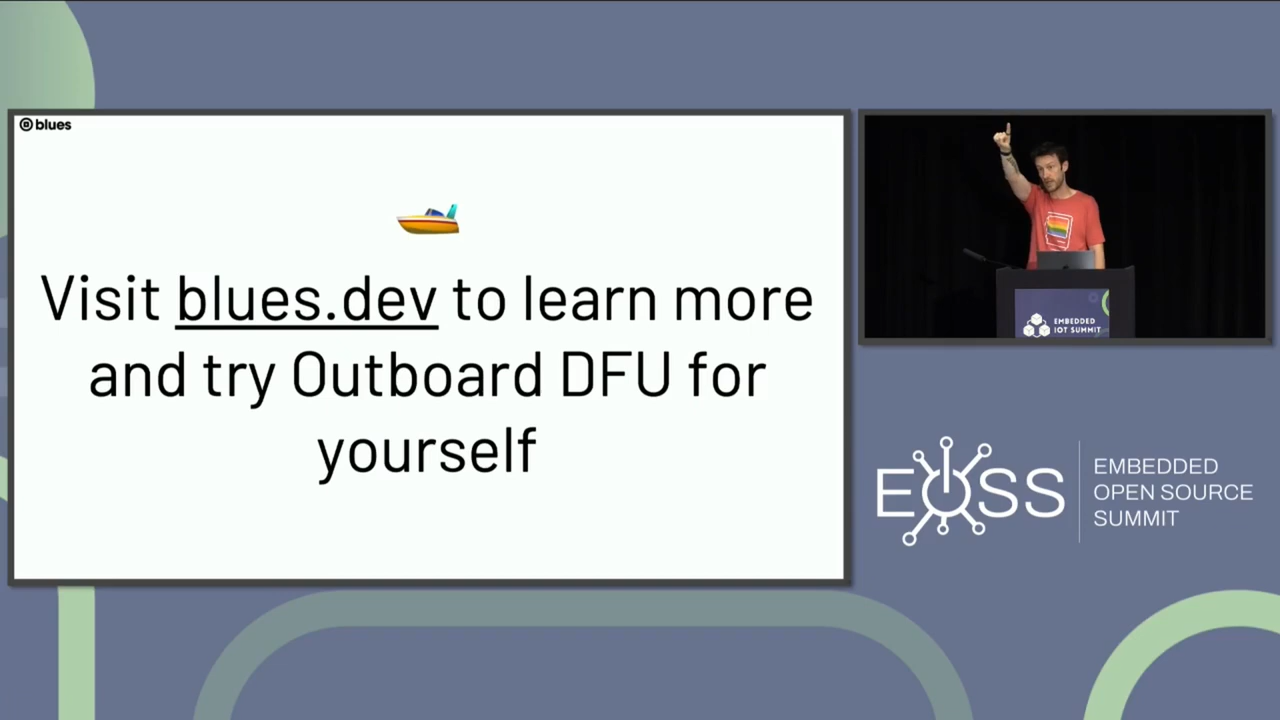 blues
Visit blues.dev to learn more
and try Outboard DFU for
yourself
EMBEDDED
IOT SUMMIT
EOSS
EMBEDDED
OPEN SOURCE
SUMMIT